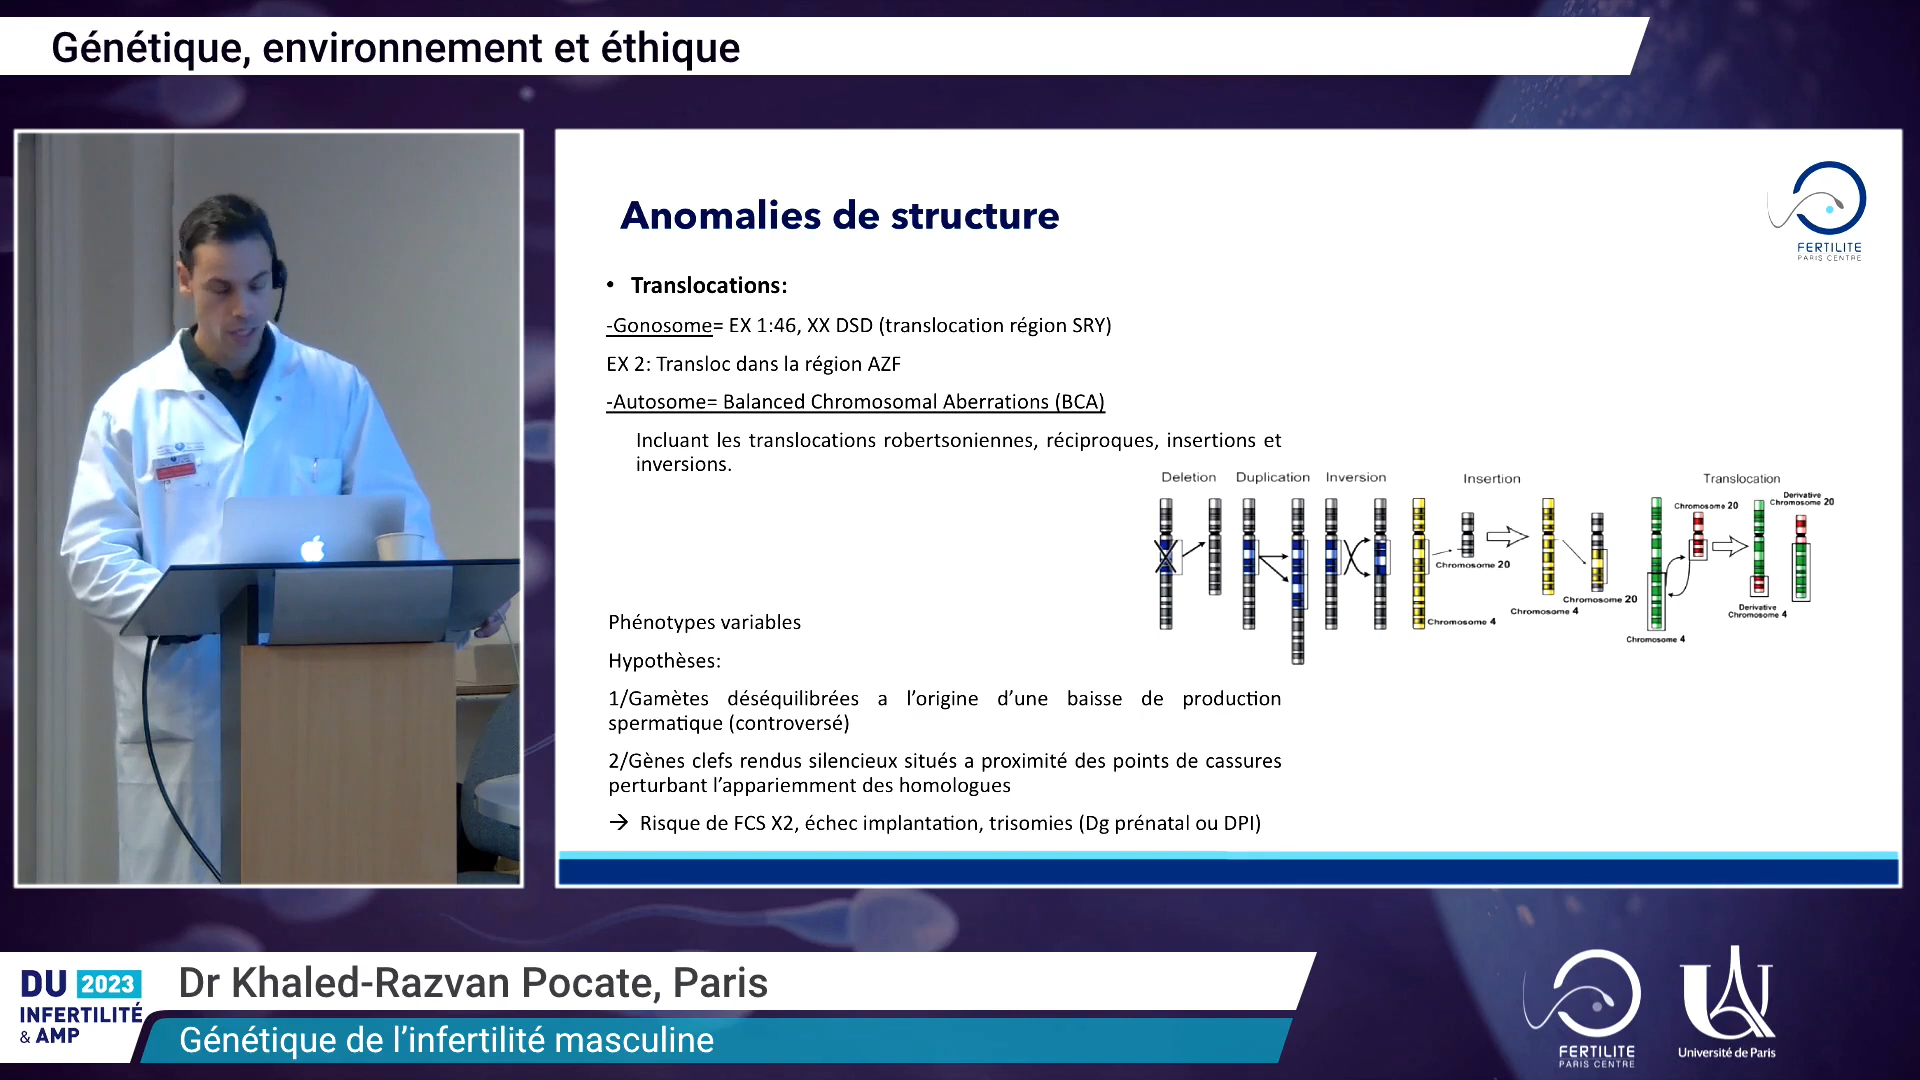 Génétique, environnement et éthique
Anomalies de structure
FERTILITE
PARIS CENTRE
• Translocations:
-Gonosome= EX 1:46, XX DSD (translocation région SRY)
EX 2: Transloc dans la région AZF
-Autosome= Balanced Chromosomal Aberrations (BCA)
Incluant les translocations robertsoniennes, réciproques, insertions et
inversions.
Deletion Duplication Inversion Insertion Translocation
Chromosome 20
Derivative
Chromosome 20
Chromosome 20
Chromosome 20
Chromosome 4
Chromosome 4
Derivative
Chromosome 4
Chromosome 4
Phénotypes variables
Hypothèses:
1/Gamètes déséquilibrées a l’origine d’une baisse de production
spermatique (controversé)
2/Gènes clefs rendus silencieux situés a proximité des points de cassures
perturbant l’appariemment des homologues
→ Risque de FCS X2, échec implantation, trisomies (Dg prénatal ou DPI)
DU 2023
INFERTILITÉ
& AMP
Dr Khaled-Razvan Pocate, Paris
Génétique de l’infertilité masculine
FERTILITE
PARIS CENTRE
Université de Paris